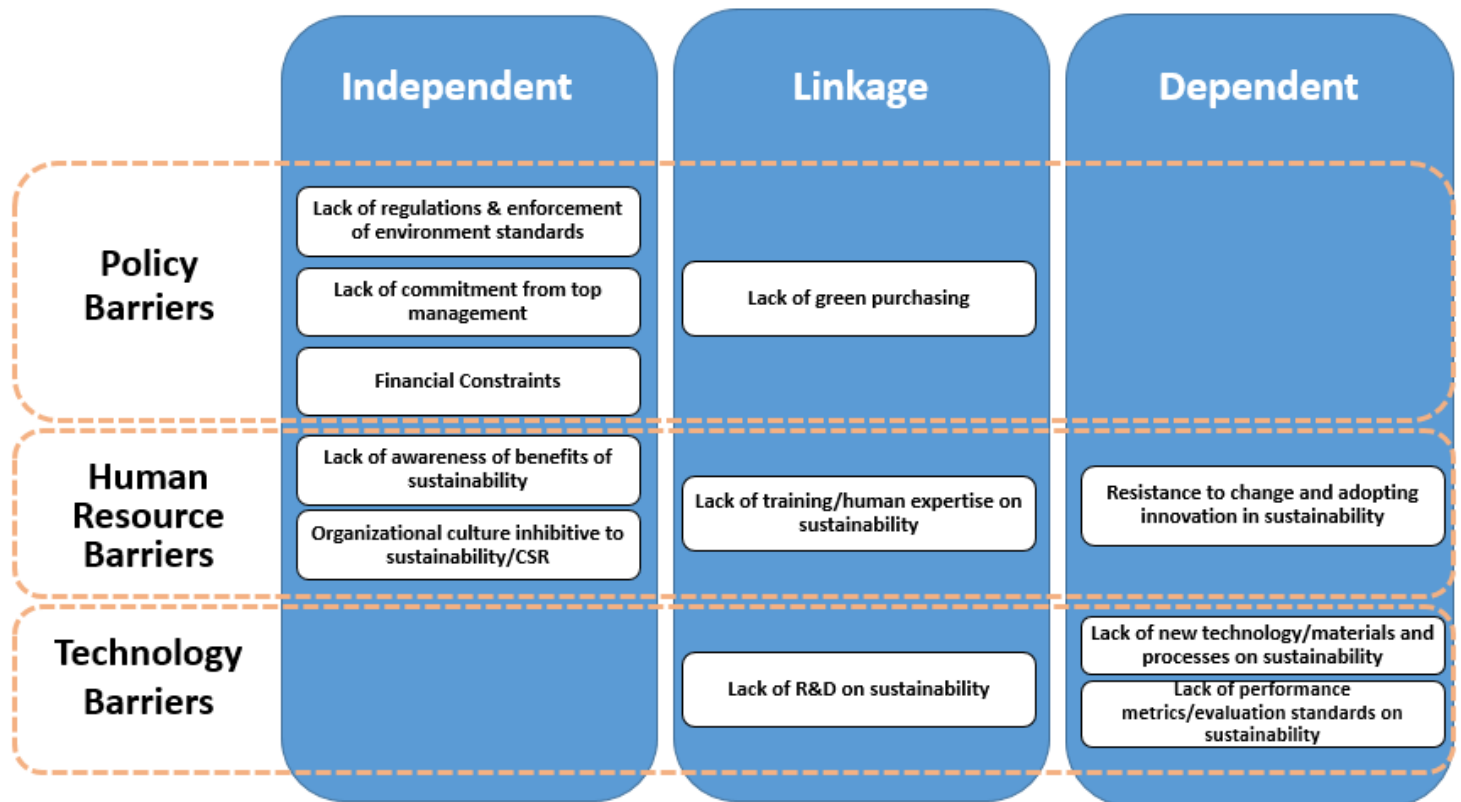 Independent
Linkage
Dependent
Policy
Barriers
Lack of regulations & enforcement
of environment standards
Lack of commitment from top
management
Financial Constraints
Lack of green purchasing
Human
Resource
Barriers
Lack of awareness of benefits of
sustainability
Organizational culture inhibitive to
sustainability/CSR
Lack of training/human expertise on
sustainability
Resistance to change and adopting
innovation in sustainability
Technology
Barriers
Lack of R&D on sustainability
Lack of new technology/materials and
processes on sustainability
Lack of performance
metrics/evaluation standards on
sustainability